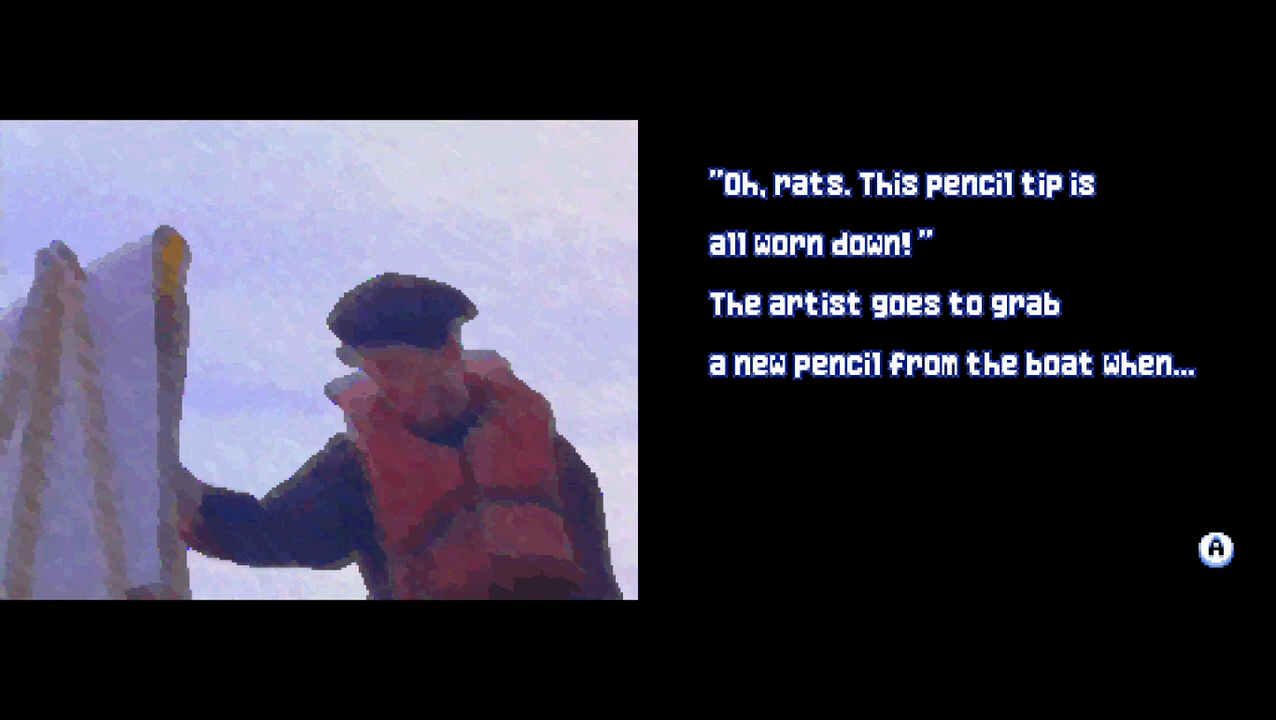 "Oh, rats. This pencil tip is
all worn down! "
The artist goes to grab
a new pencil from the boat when...
A